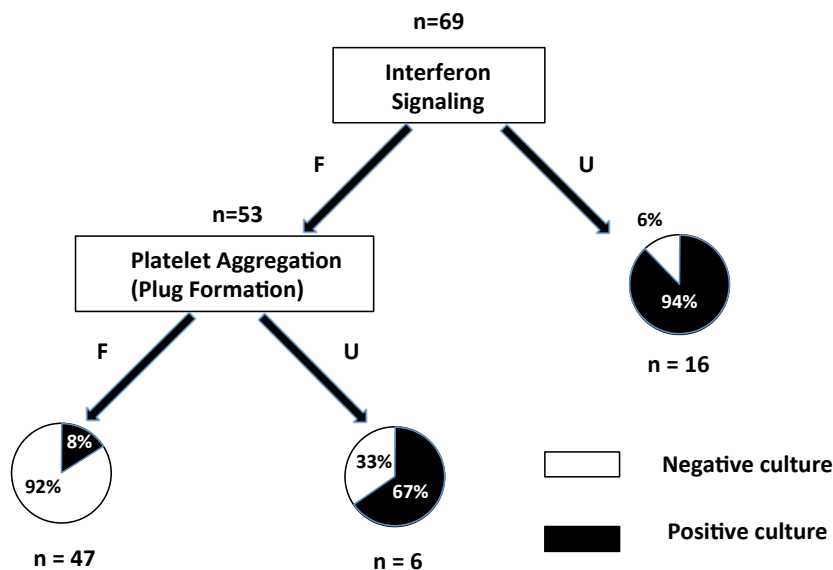 n=69
Interferon
Signaling
F
U
n=53
6%
Platelet Aggregation
(Plug Formation)
94%
n = 16
F
U
8%
92%
33%
67%
Negative culture
Positive culture
n = 47
n = 6